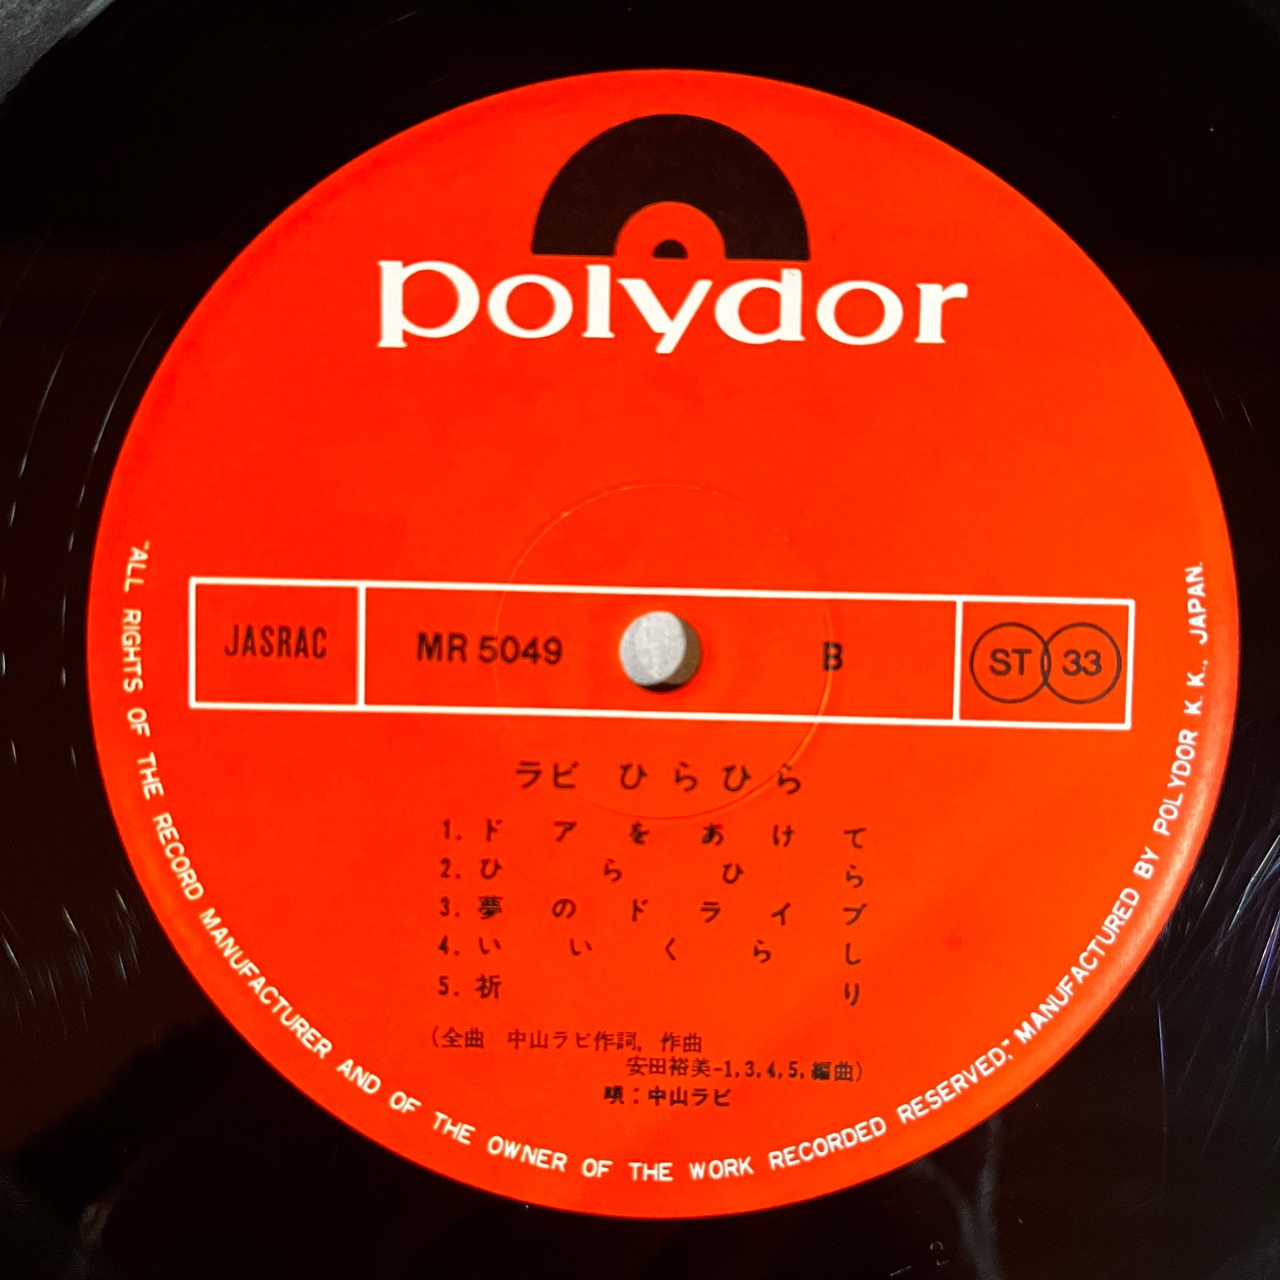 polydor
JASRAC
MR 5049
B
ST 33
ラビ ひらひら
1. ドアをあけて
2. ひらひら
3. 夢のドライブ
4. いいくらし
5. 祈り
(全曲 中山ラビ作詞、作曲
安田裕美-1,3,4,5,編曲)
唄:中山ラビ
"ALL RIGHTS OF THE RECORD MANUFACTURER AND OF THE OWNER OF THE WORK RECORDED RESERVED;" MANUFACTURED BY POLYDOR K. K., JAPAN.